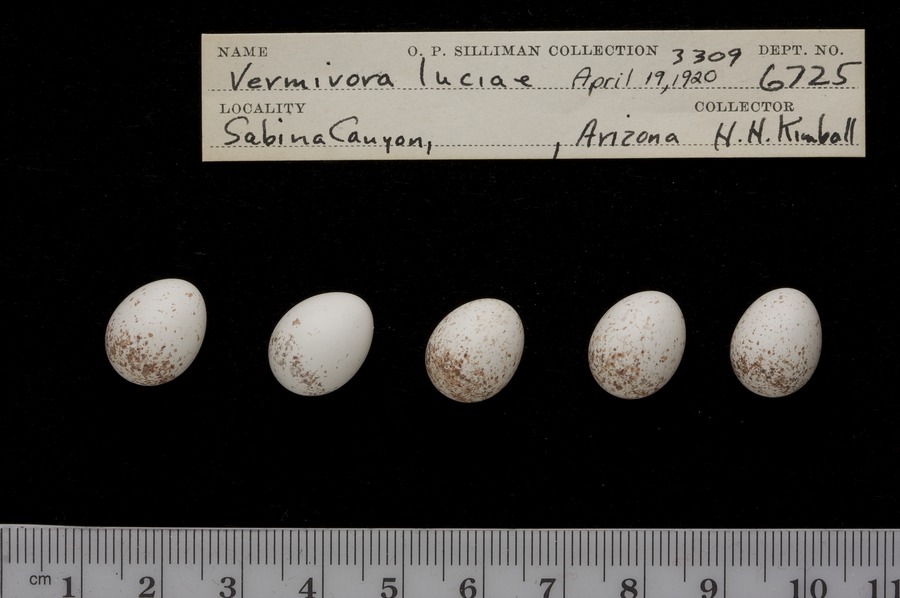 NAME O. P. SILLIMAN COLLECTION 3309 DEPT. NO.
Vermivora luciae April 19, 1920 6725
LOCALITY COLLECTOR
Sabina Canyon, , Arizona H. H. Kimball
cm 1 2 3 4 5 6 7 8 9 10 11